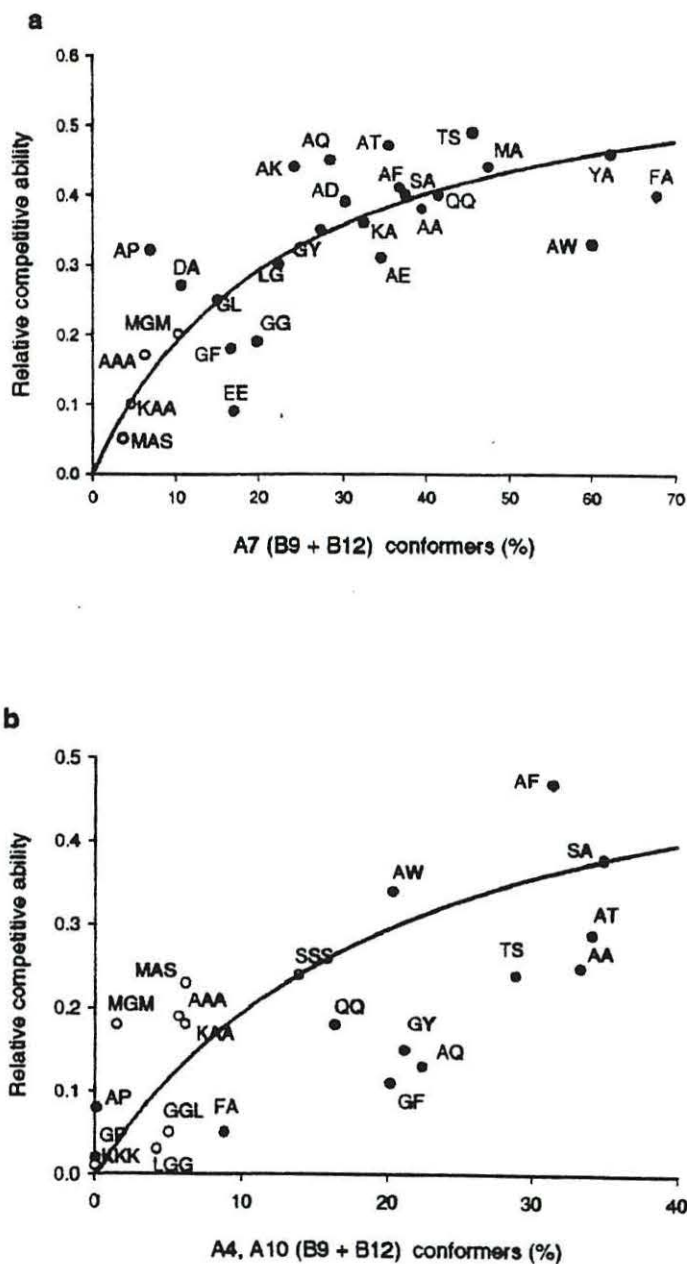 a
Relative competitive ability
0.6
0.5
0.4
0.3
0.2
0.1
0.0
TS
AQ AT
MA
AK
AF SA
YA FA
AD
QQ
AP
KA AA
GY
AW
DA
LG
AE
GL
MGM
GG
AAA
GF
KAA
EE
MAS
0 10 20 30 40 50 60 70
A7 (B9 + B12) conformers (%)
b
Relative competitive ability
0.5
0.4
0.3
0.2
0.1
0.0
AF
SA
AW
AT
SSS
TS AA
MAS
MGM AAA
QQ
KAA
GY
AQ
AP
GGL FA
GF
GP
KKK LGG
0 10 20 30 40
A4, A10 (B9 + B12) conformers (%)